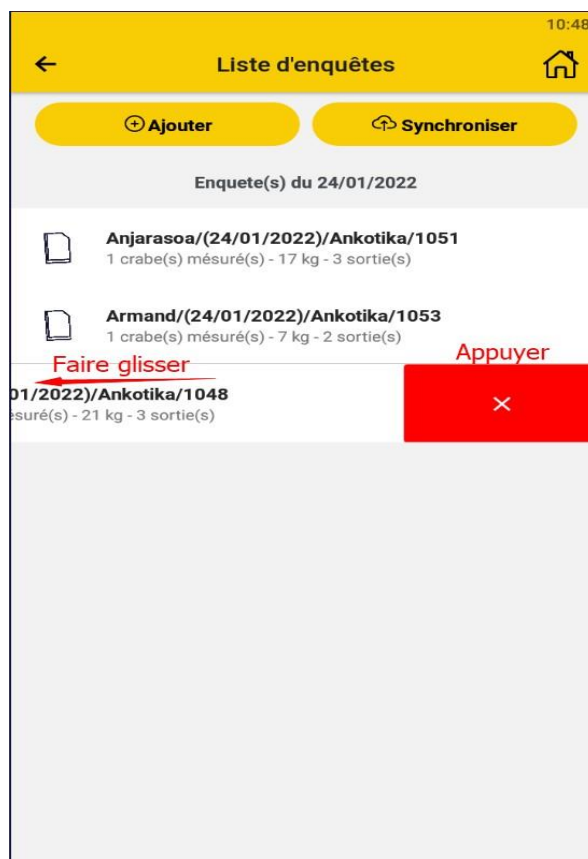 10:48
Liste d'enquêtes
Ajouter
Synchroniser
Enquete(s) du 24/01/2022
Anjarasoa/(24/01/2022)/Ankotika/1051
1 crabe(s) mésuré(s) - 17 kg - 3 sortie(s)
Armand/(24/01/2022)/Ankotika/1053
1 crabe(s) mésuré(s) - 7 kg - 2 sortie(s)
Faire glisser
Appuyer
01/2022)/Ankotika/1048
ésuré(s) - 21 kg - 3 sortie(s)